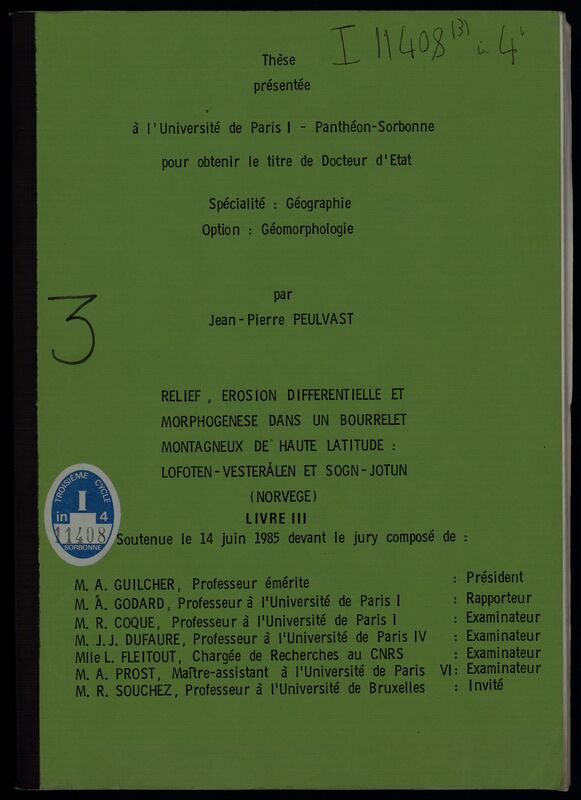 I 11408 (3) in 4°
Thèse
présentée
à l'Université de Paris I - Panthéon-Sorbonne
pour obtenir le titre de Docteur d'Etat
Spécialité : Géographie
Option : Géomorphologie
par
Jean-Pierre PEULVAST
3
RELIEF , EROSION DIFFERENTIELLE ET
MORPHOGENESE DANS UN BOURRELET
MONTAGNEUX DE HAUTE LATITUDE :
LOFOTEN-VESTERÅLEN ET SOGN-JOTUN
(NORVEGE)
LIVRE III
TROISIEME CYCLE
I
in 4
11408
SORBONNE
Soutenue le 14 juin 1985 devant le jury composé de :
M. A. GUILCHER, Professeur émérite : Président
M. A. GODARD, Professeur à l'Université de Paris I : Rapporteur
M. R. COQUE, Professeur à l'Université de Paris I : Examinateur
M. J.J. DUFAURE, Professeur à l'Université de Paris IV : Examinateur
Mlle L. FLEITOUT, Chargée de Recherches au CNRS : Examinateur
M. A. PROST, Maître-assistant à l'Université de Paris VI : Examinateur
M. R. SOUCHEZ, Professeur à l'Université de Bruxelles : Invité